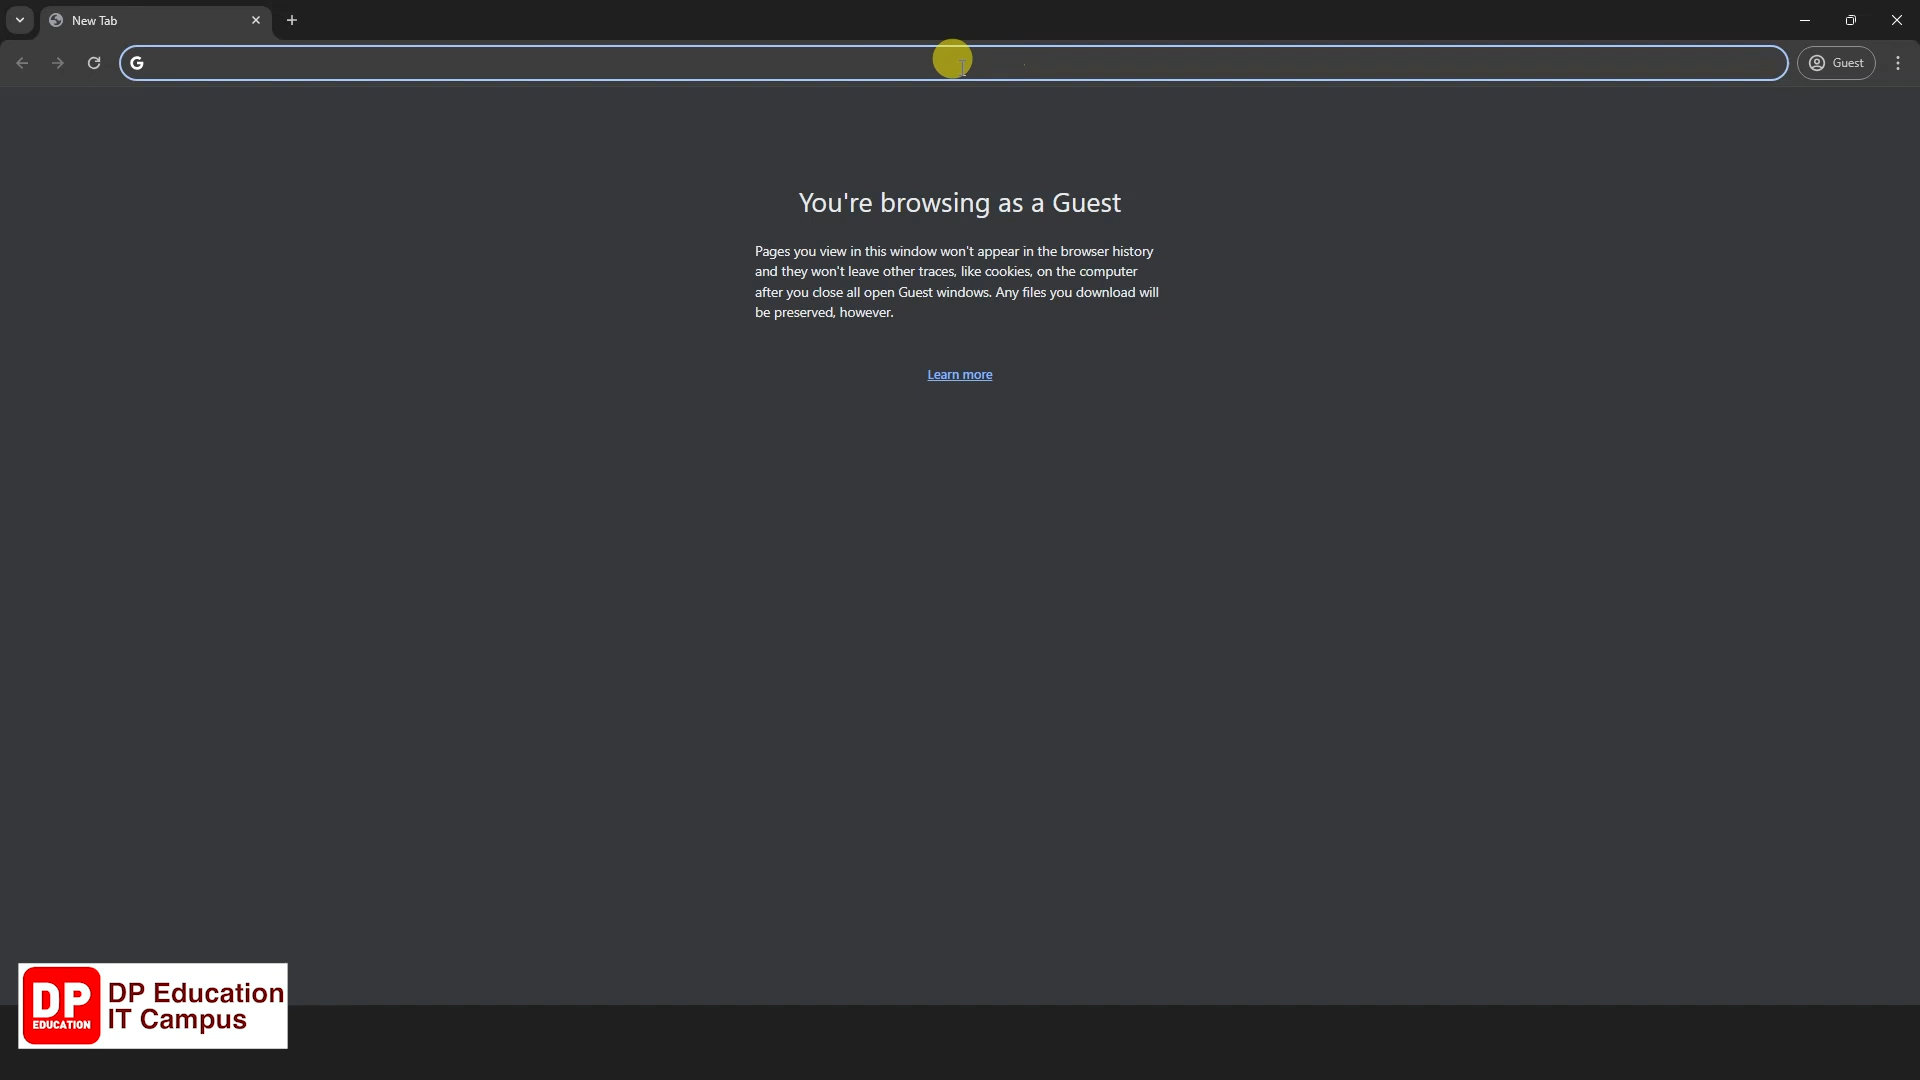 New Tab
Guest
You're browsing as a Guest
Pages you view in this window won't appear in the browser history
and they won't leave other traces, like cookies, on the computer
after you close all open Guest windows. Any files you download will
be preserved, however.
Learn more
DP
EDUCATION
DP Education
IT Campus